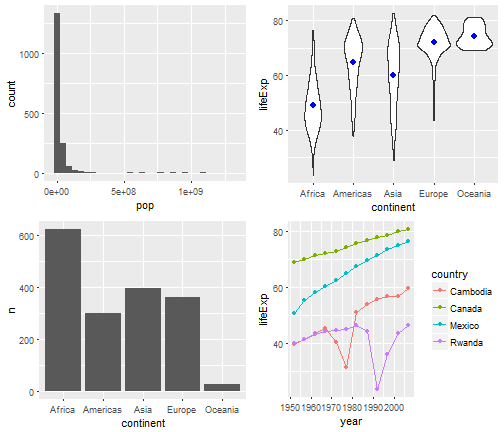 1000
500
0
count
0e+00 5e+08 1e+09
pop
80
60
40
lifeExp
Africa Americas Asia Europe Oceania
continent
600
400
200
0
n
Africa Americas Asia Europe Oceania
continent
80
60
40
lifeExp
1950 1960 1970 1980 1990 2000
year
country
Cambodia
Canada
Mexico
Rwanda